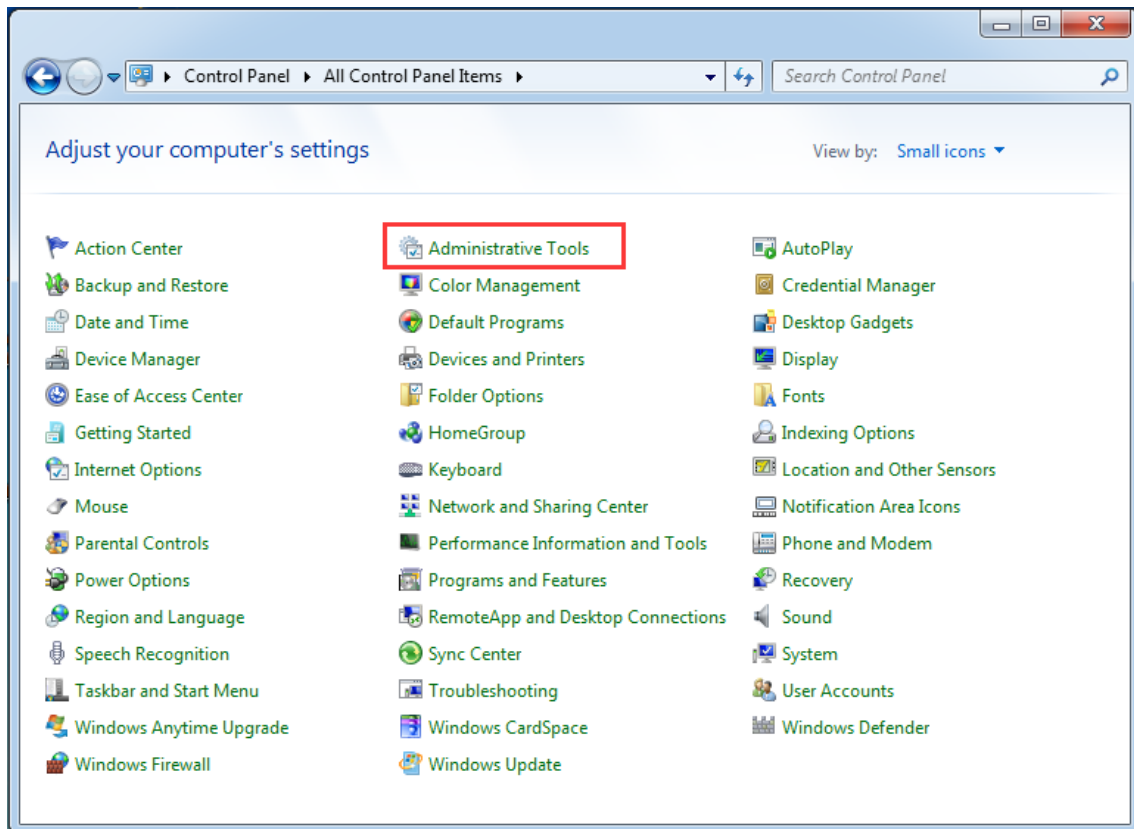 Control Panel All Control Panel Items Search Control Panel
Adjust your computer's settings View by: Small icons
Action Center Administrative Tools AutoPlay
Backup and Restore Color Management Credential Manager
Date and Time Default Programs Desktop Gadgets
Device Manager Devices and Printers Display
Ease of Access Center Folder Options Fonts
Getting Started HomeGroup Indexing Options
Internet Options Keyboard Location and Other Sensors
Mouse Network and Sharing Center Notification Area Icons
Parental Controls Performance Information and Tools Phone and Modem
Power Options Programs and Features Recovery
Region and Language RemoteApp and Desktop Connections Sound
Speech Recognition Sync Center System
Taskbar and Start Menu Troubleshooting User Accounts
Windows Anytime Upgrade Windows CardSpace Windows Defender
Windows Firewall Windows Update